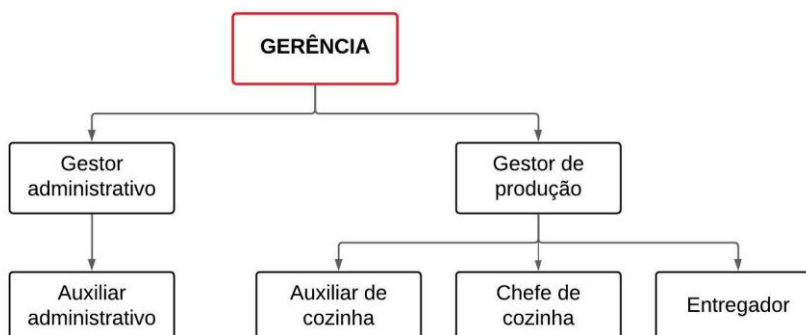 GERÊNCIA
Gestor
administrativo
Gestor de
produção
Auxiliar
administrativo
Auxiliar de
cozinha
Chefe de
cozinha
Entregador